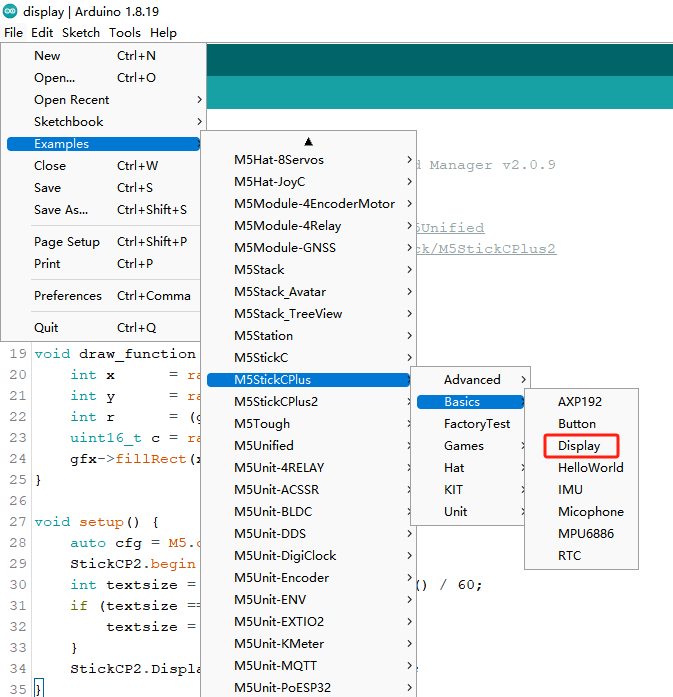 display | Arduino 1.8.19
File Edit Sketch Tools Help
New Ctrl+N
Open... Ctrl+O
Open Recent
Sketchbook
Examples
Close Ctrl+W
Save Ctrl+S
Save As... Ctrl+Shift+S
Page Setup Ctrl+Shift+P
Print Ctrl+P
Preferences Ctrl+Comma
Quit Ctrl+Q
M5Hat-8Servos
M5Hat-JoyC
M5Module-4EncoderMotor
M5Module-4Relay
M5Module-GNSS
M5Stack
M5Stack_Avatar
M5Stack_TreeView
M5Station
M5StickC
M5StickCPlus
M5StickCPlus2
M5Tough
M5Unified
M5Unit-4RELAY
M5Unit-ACSSR
M5Unit-BLDC
M5Unit-DDS
M5Unit-DigiClock
M5Unit-Encoder
M5Unit-ENV
M5Unit-EXTIO2
M5Unit-KMeter
M5Unit-MQTT
M5Unit-PoESP32
Advanced
Basics
FactoryTest
Games
Hat
KIT
Unit
AXP192
Button
Display
HelloWorld
IMU
Micophone
MPU6886
RTC
d Manager v2.0.9
5Unified
ck/M5StickCPlus2
19 void draw_function
20 int x = ra
21 int y = ra
22 int r = (g
23 uint16_t c = ra
24 gfx->fillRect(x
25 }
26
27 void setup() {
28 auto cfg = M5.c
29 StickCP2.begin
30 int textsize = () / 60;
31 if (textsize ==
32 textsize =
33 }
34 StickCP2.Displa e
35 }